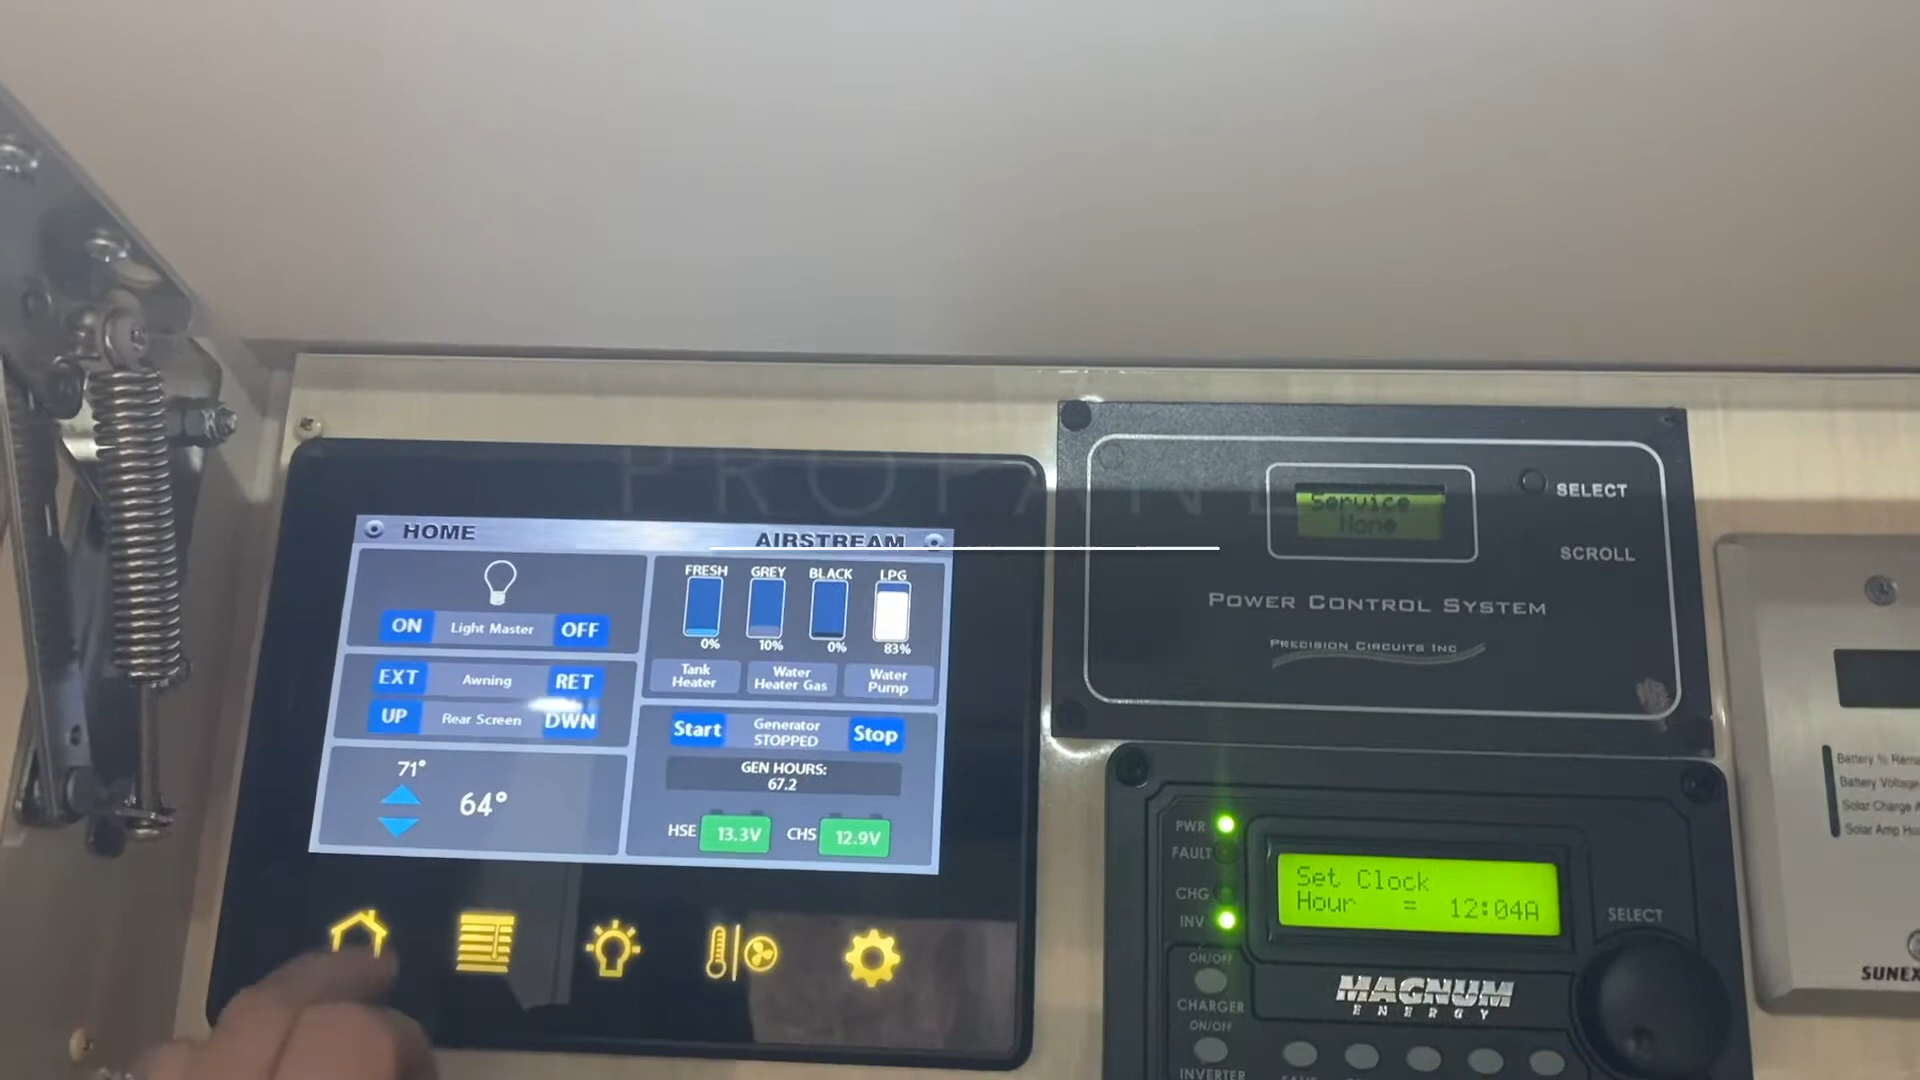 PROPANE
HOME
AIRSTREAM
ON Light Master OFF
EXT Awning RET
UP Rear Screen DWN
71°
64°
FRESH GREY BLACK LPG
0% 10% 0% 83%
Tank Heater
Water Heater Gas
Water Pump
Start Generator STOPPED Stop
GEN HOURS:
67.2
HSE 13.3V CHS 12.9V
Service
None
SELECT
SCROLL
POWER CONTROL SYSTEM
PRECISION CIRCUITS INC
PWR
FAULT
CHG
INV
Set Clock
Hour = 12:04A
SELECT
ON/OFF
CHARGER
ON/OFF
INVERTER
MAGNUM
ENERGY
Battery %
Battery Voltage
Solar Charge
Solar Amp